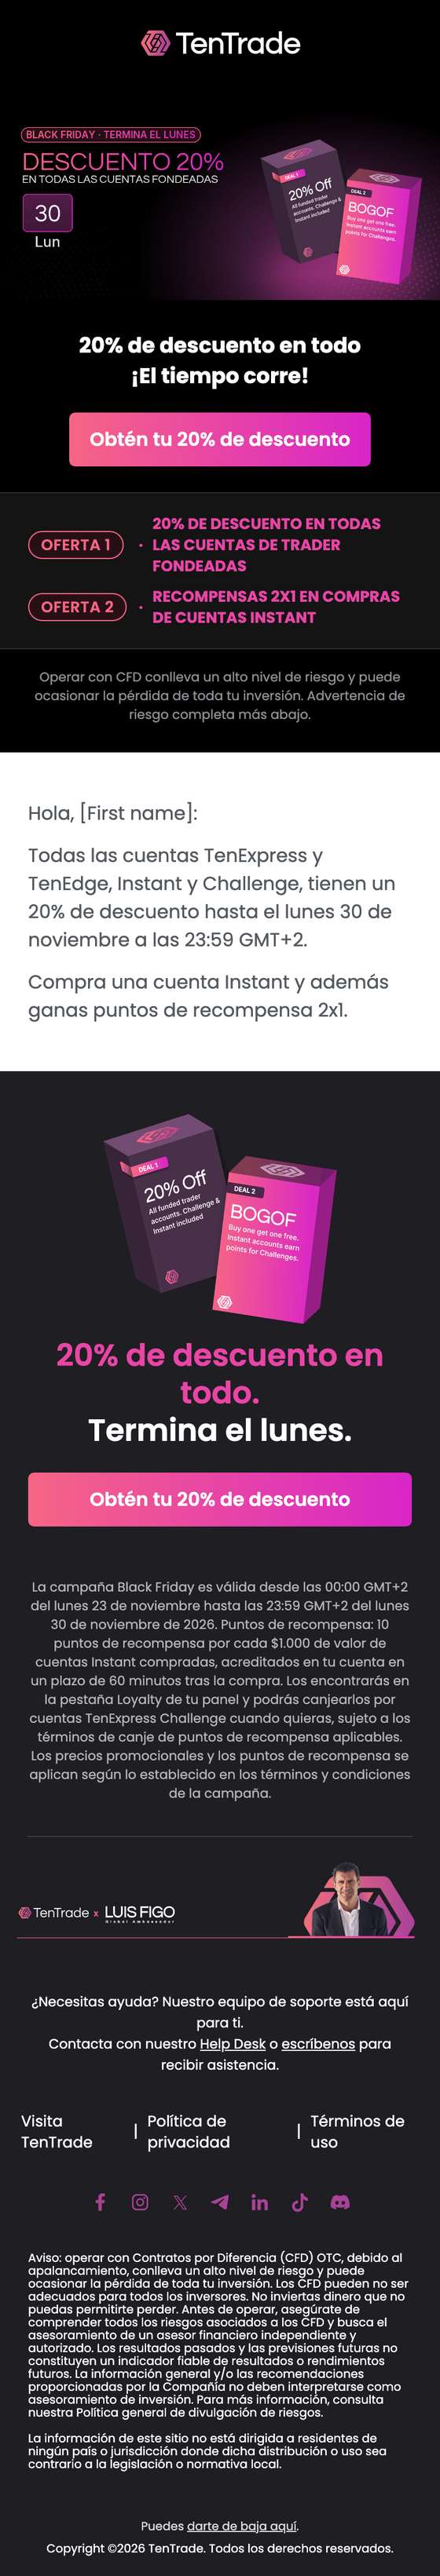 TenTrade
BLACK FRIDAY · TERMINA EL LUNES
DESCUENTO 20%
EN TODAS LAS CUENTAS FONDEADAS
30
Lun
DEAL 1
20% Off
All funded trader
accounts. Challenge &
Instant included
DEAL 2
BOGOF
Buy one get one free.
Instant accounts earn
points for Challenges.
20% de descuento en todo
¡El tiempo corre!
Obtén tu 20% de descuento
OFERTA 1
· 20% DE DESCUENTO EN TODAS
LAS CUENTAS DE TRADER
FONDEADAS
OFERTA 2
· RECOMPENSAS 2X1 EN COMPRAS
DE CUENTAS INSTANT
Operar con CFD conlleva un alto nivel de riesgo y puede
ocasionar la pérdida de toda tu inversión. Advertencia de
riesgo completa más abajo.
Hola, [First name]:
Todas las cuentas TenExpress y
TenEdge, Instant y Challenge, tienen un
20% de descuento hasta el lunes 30 de
noviembre a las 23:59 GMT+2.
Compra una cuenta Instant y además
ganas puntos de recompensa 2x1.
DEAL 1
20% Off
All funded trader
accounts. Challenge &
Instant included
DEAL 2
BOGOF
Buy one get one free.
Instant accounts earn
points for Challenges.
20% de descuento en
todo.
Termina el lunes.
Obtén tu 20% de descuento
La campaña Black Friday es válida desde las 00:00 GMT+2
del lunes 23 de noviembre hasta las 23:59 GMT+2 del lunes
30 de noviembre de 2026. Puntos de recompensa: 10
puntos de recompensa por cada $1.000 de valor de
cuentas Instant compradas, acreditados en tu cuenta en
un plazo de 60 minutos tras la compra. Los encontrarás en
la pestaña Loyalty de tu panel y podrás canjearlos por
cuentas TenExpress Challenge cuando quieras, sujeto a los
términos de canje de puntos de recompensa aplicables.
Los precios promocionales y los puntos de recompensa se
aplican según lo establecido en los términos y condiciones
de la campaña.
TenTrade x LUIS FIGO
Global Ambassador
¿Necesitas ayuda? Nuestro equipo de soporte está aquí
para ti.
Contacta con nuestro Help Desk o escríbenos para
recibir asistencia.
Visita
TenTrade
|
Política de
privacidad
|
Términos de
uso
Aviso: operar con Contratos por Diferencia (CFD) OTC, debido al
apalancamiento, conlleva un alto nivel de riesgo y puede
ocasionar la pérdida de toda tu inversión. Los CFD pueden no ser
adecuados para todos los inversores. No inviertas dinero que no
puedas permitirte perder. Antes de operar, asegúrate de
comprender todos los riesgos asociados a los CFD y busca el
asesoramiento de un asesor financiero independiente y
autorizado. Los resultados pasados y las previsiones futuras no
constituyen un indicador fiable de resultados o rendimientos
futuros. La información general y/o las recomendaciones
proporcionadas por la Compañía no deben interpretarse como
asesoramiento de inversión. Para más información, consulta
nuestra Política general de divulgación de riesgos.
La información de este sitio no está dirigida a residentes de
ningún país o jurisdicción donde dicha distribución o uso sea
contrario a la legislación o normativa local.
Puedes darte de baja aquí.
Copyright ©2026 TenTrade. Todos los derechos reservados.